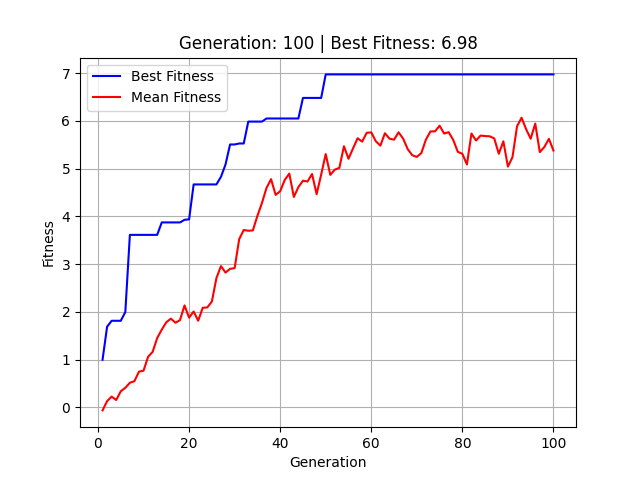 Generation: 100 | Best Fitness: 6.98
Best Fitness
Mean Fitness
7
6
5
4
3
2
1
0
Fitness
0 20 40 60 80 100
Generation